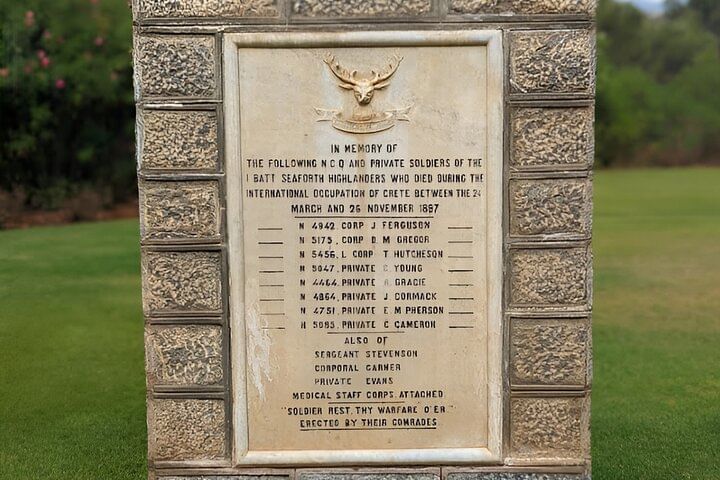 IN MEMORY OF
THE FOLLOWING N C O AND PRIVATE SOLDIERS OF THE
1 BATT SEAFORTH HIGHLANDERS WHO DIED DURING THE
INTERNATIONAL OCCUPATION OF CRETE BETWEEN THE 24
MARCH AND 26 NOVEMBER 1897
N 4942, CORP J FERGUSON
N 5175, CORP D M GREGOR
N 5456, L CORP T HUTCHESON
N 5047, PRIVATE YOUNG
N 4464, PRIVATE GRACIE
N 4864, PRIVATE J CORMACK
N 4751, PRIVATE E M PHERSON
N PRIVATE C CAMERON
ALSO OF
SERGEANT STEVENSON
CORPORAL GARNER
PRIVATE EVANS
MEDICAL STAFF CORPS, ATTACHED
"SOLDIER REST, THY WARFARE O'ER"
ERECTED BY THEIR COMRADES